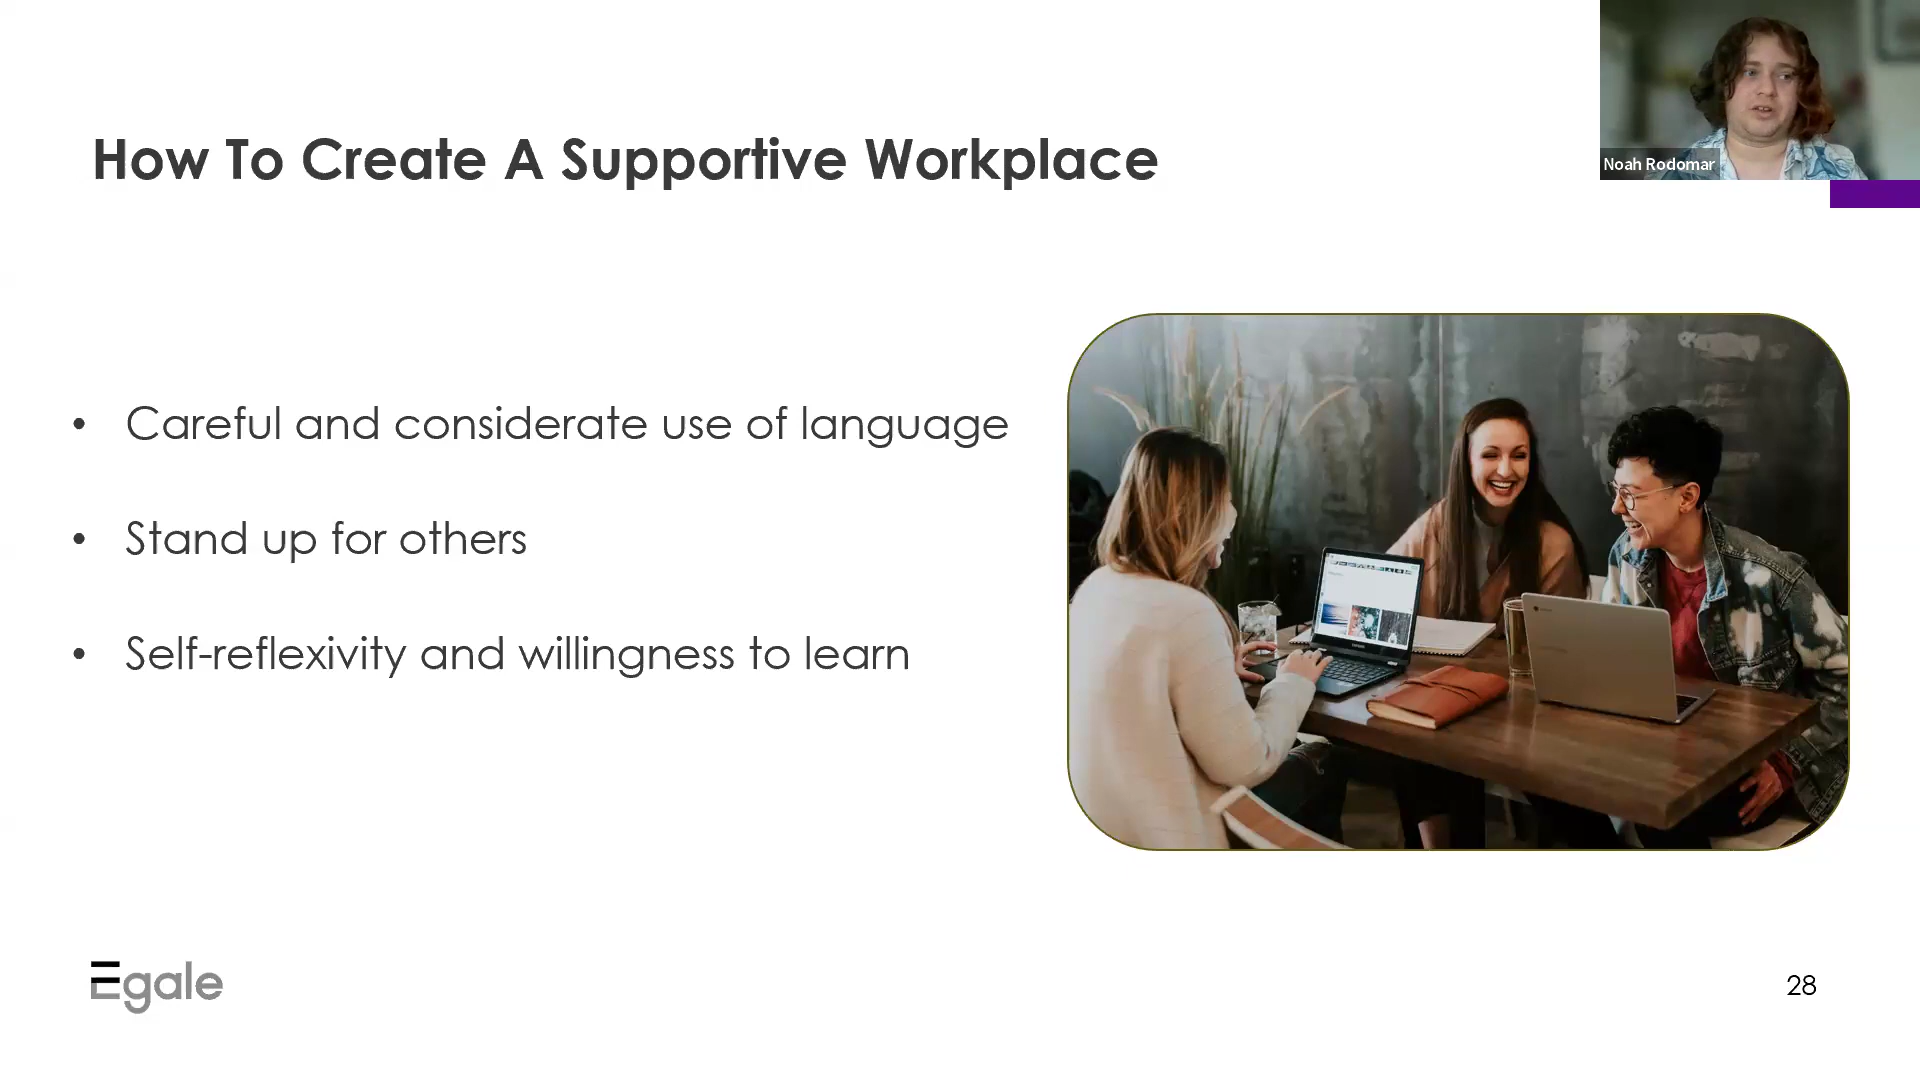 Noah Rodomar
How To Create A Supportive Workplace
• Careful and considerate use of language
• Stand up for others
• Self-reflexivity and willingness to learn
Egale
28